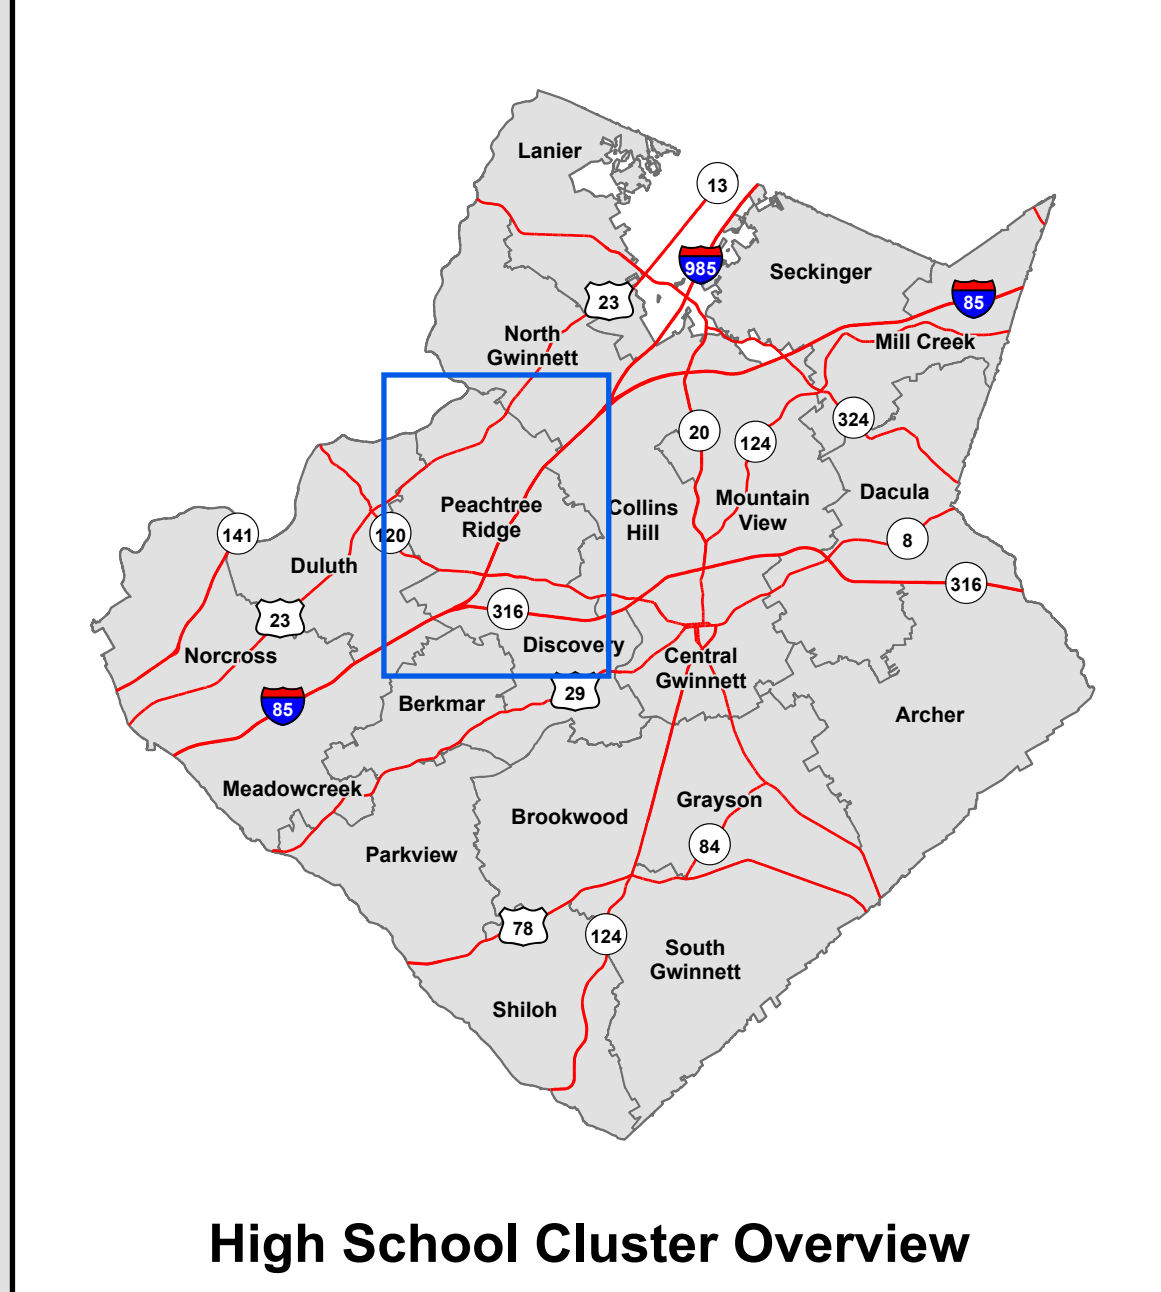 Lanier
13
985
Seckinger
23
85
North
Gwinnett
Mill Creek
324
20
124
Peachtree
Ridge
Collins
Hill
Mountain
View
Dacula
141
120
8
Duluth
316
23
316
Norcross
Discovery
Central
Gwinnett
29
85
Berkmar
Archer
Meadowcreek
Brookwood
Grayson
84
Parkview
78
124
South
Gwinnett
Shiloh
High School Cluster Overview